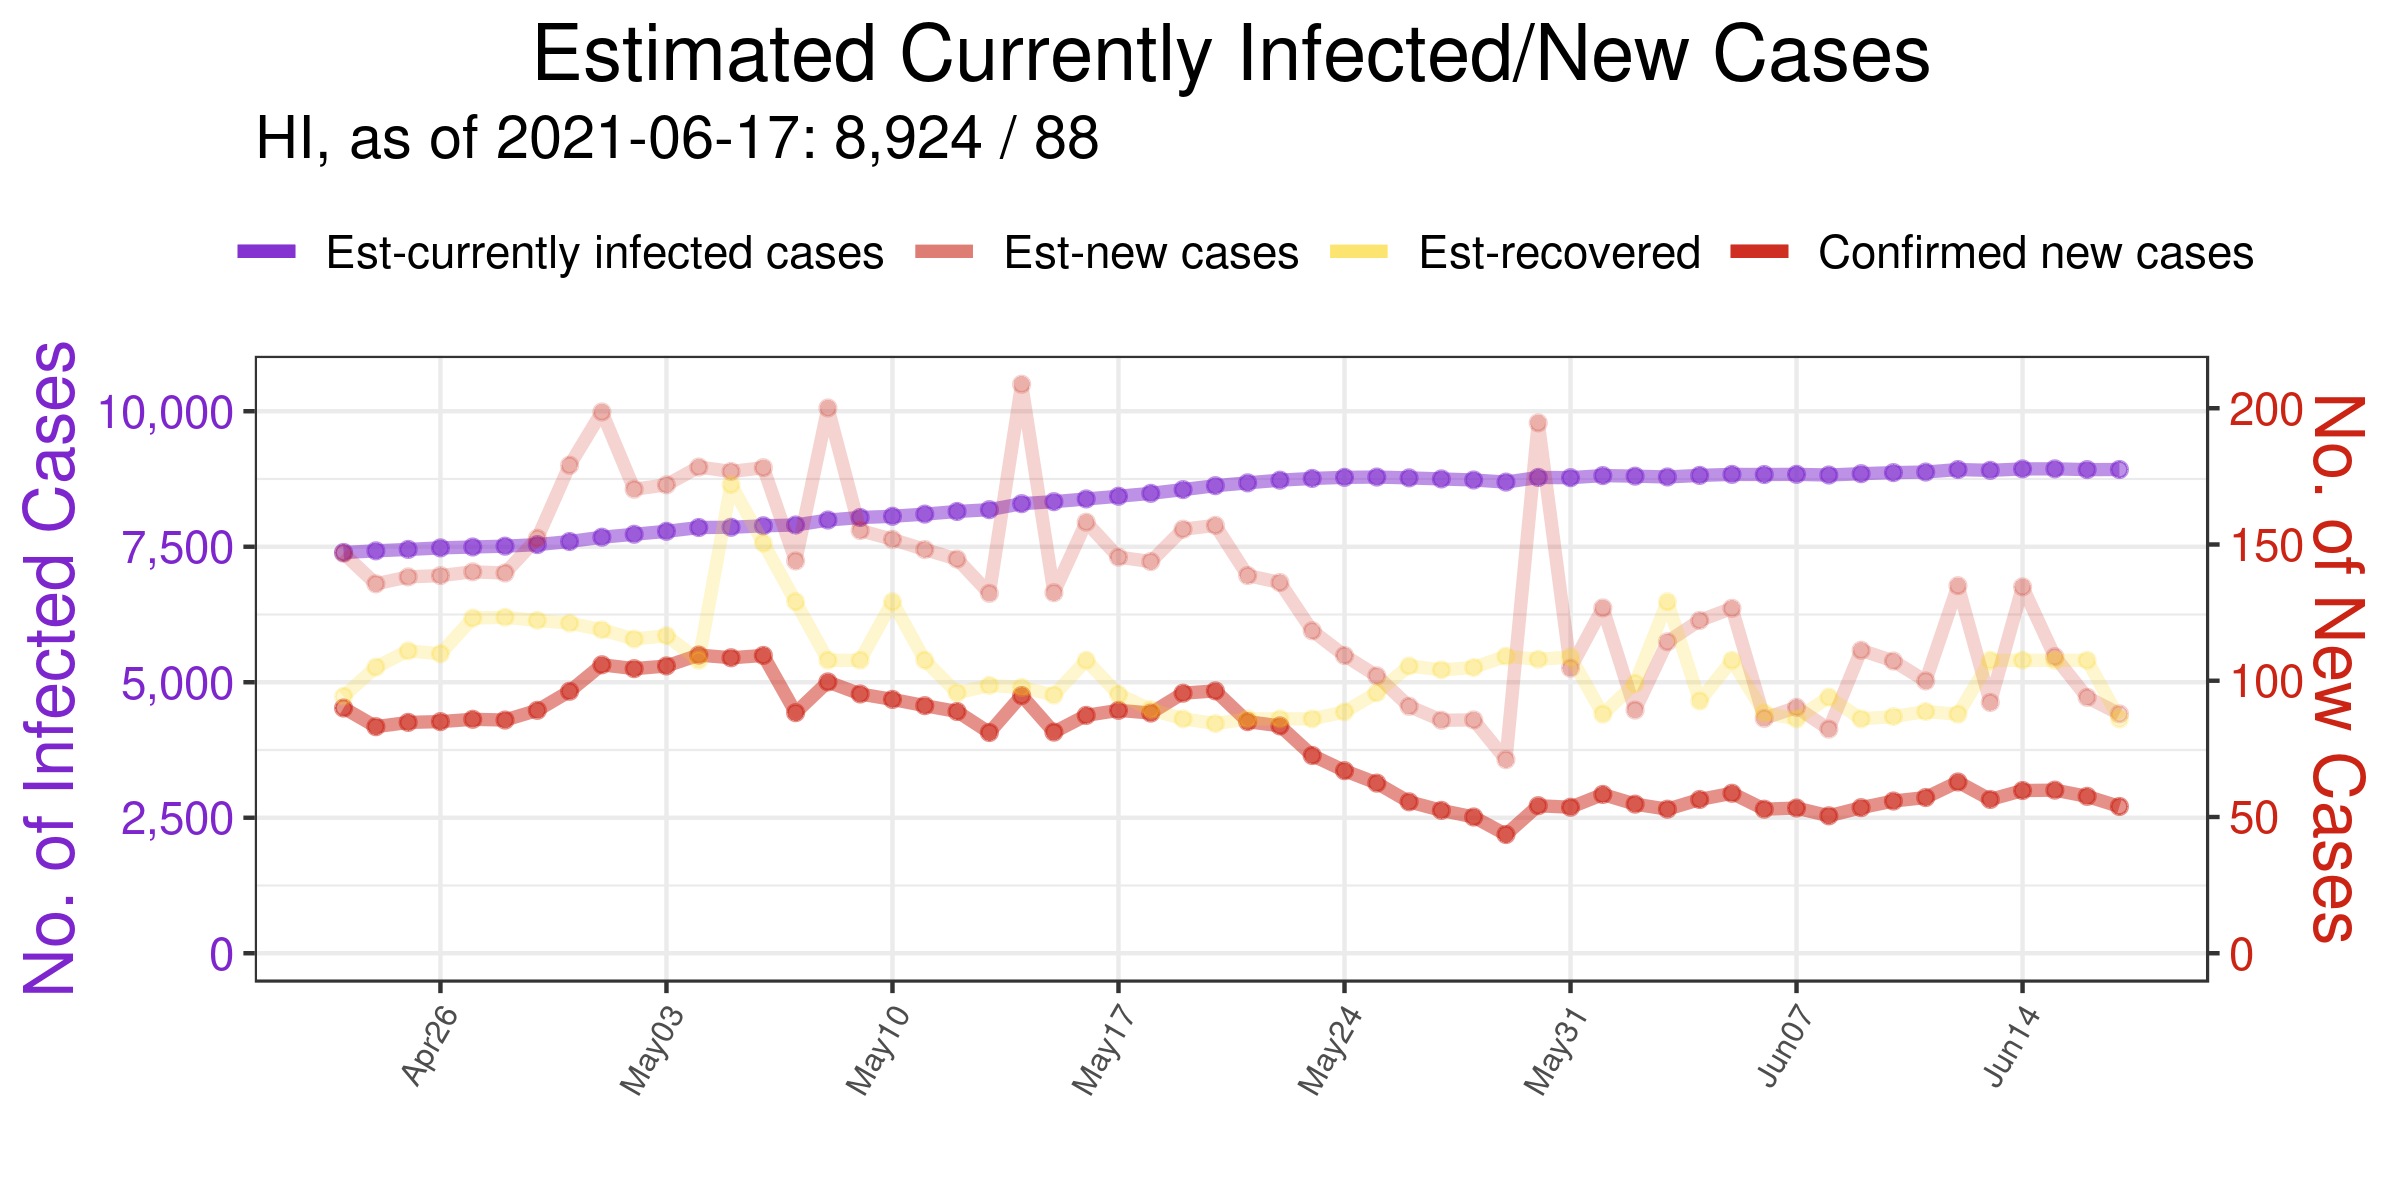 Estimated Currently Infected/New Cases
HI, as of 2021-06-17: 8,924 / 88
Est-currently infected cases Est-new cases Est-recovered Confirmed new cases
No. of Infected Cases
10,000
7,500
5,000
2,500
0
200
150
100
50
0
No. of New Cases
Apr26 May03 May10 May17 May24 May31 Jun07 Jun14